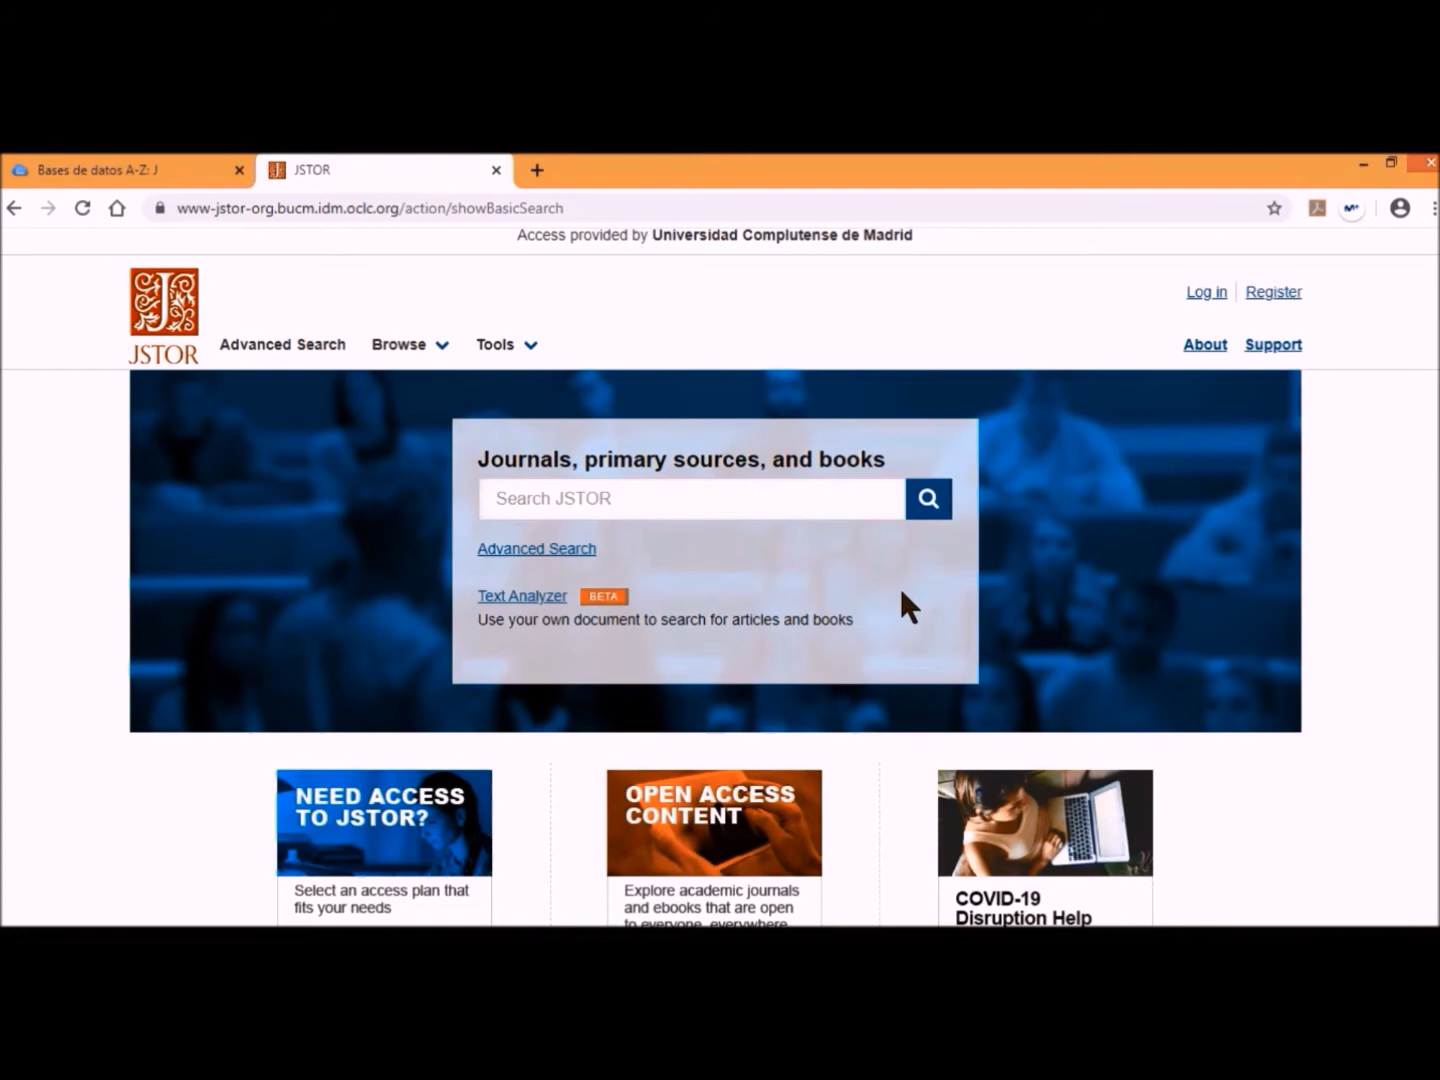 Bases de datos A-Z: J
JSTOR
www-jstor-org.bucm.idm.oclc.org/action/showBasicSearch
Access provided by Universidad Complutense de Madrid
Log in
Register
JSTOR
Advanced Search
Browse
Tools
About
Support
Journals, primary sources, and books
Search JSTOR
Advanced Search
Text Analyzer BETA
Use your own document to search for articles and books
NEED ACCESS
TO JSTOR?
Select an access plan that
fits your needs
OPEN ACCESS
CONTENT
Explore academic journals
and ebooks that are open
to everyone, everywhere
COVID-19
Disruption Help